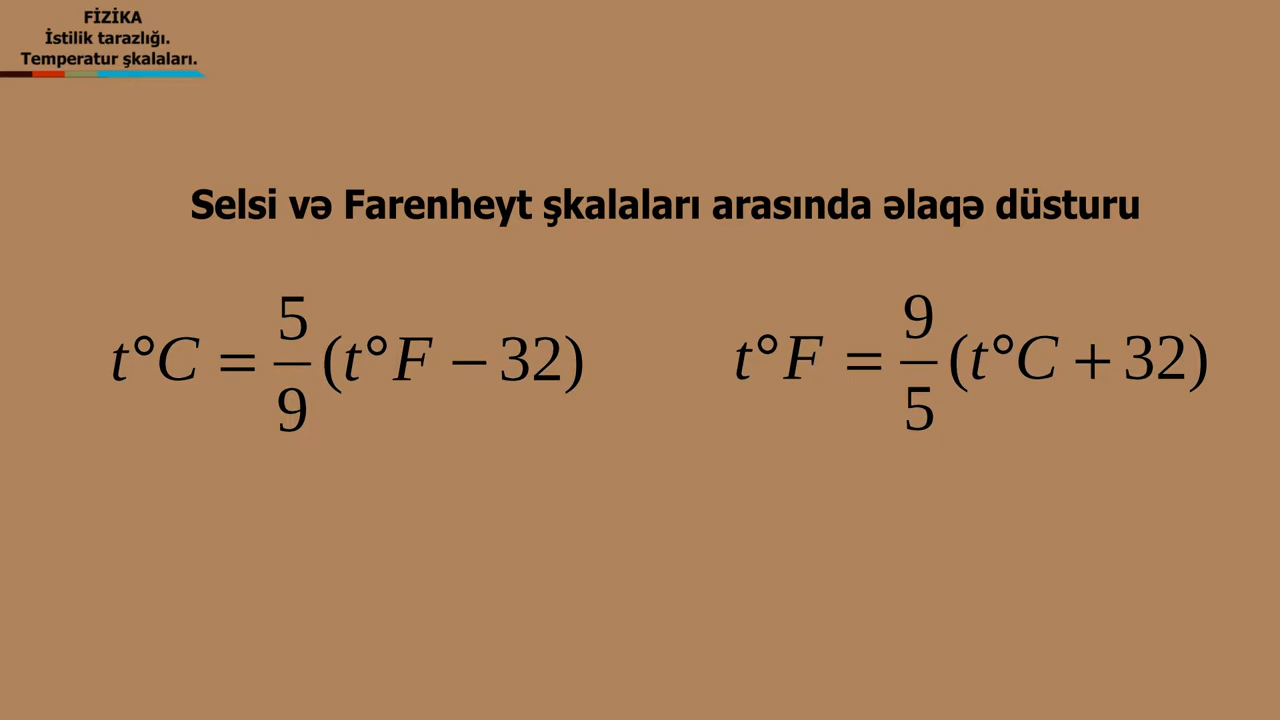 FİZİKA
İstilik tarazlığı.
Temperatur şkalaları.
Selsi və Farenheyt şkalaları arasında əlaqə düsturu
t°C = 5/9 (t°F − 32)
t°F = 9/5 (t°C + 32)